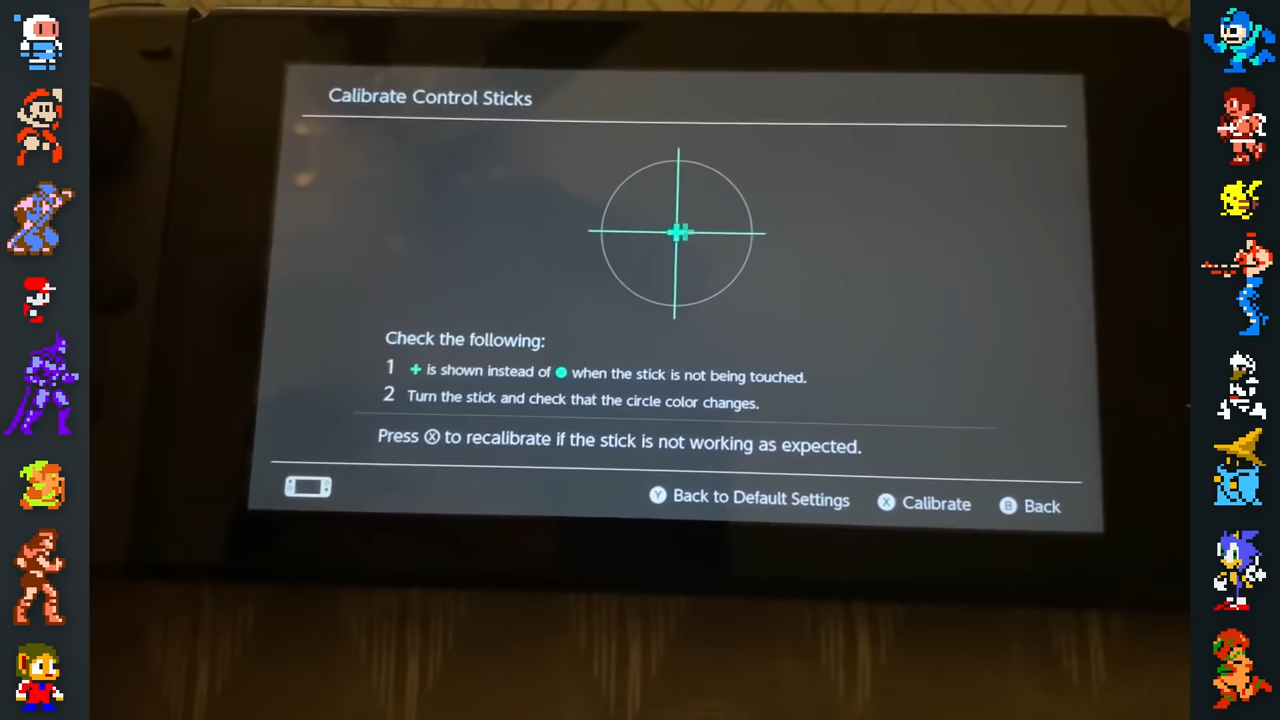 Calibrate Control Sticks
Check the following:
1 + is shown instead of ● when the stick is not being touched.
2 Turn the stick and check that the circle color changes.
Press Ⓧ to recalibrate if the stick is not working as expected.
Ⓨ Back to Default Settings Ⓧ Calibrate Ⓑ Back